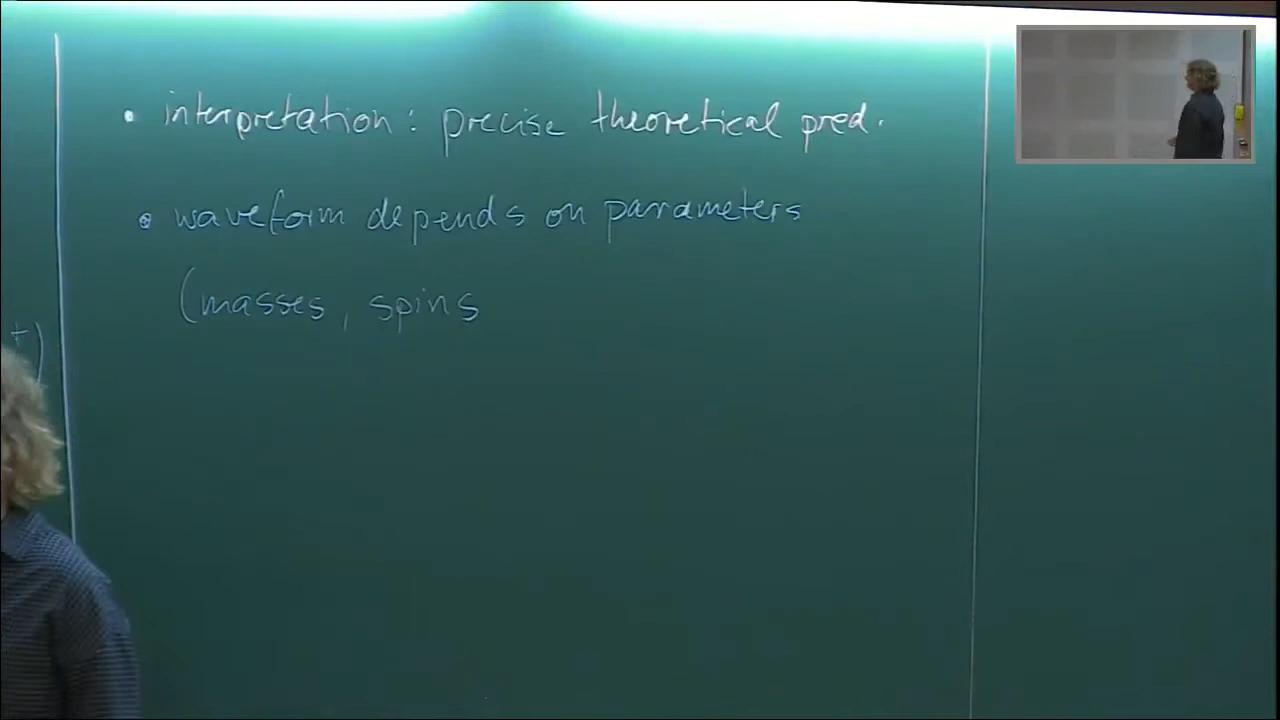 • interpretation: precise theoretical pred.
• waveform depends on parameters
(masses, spins
t)